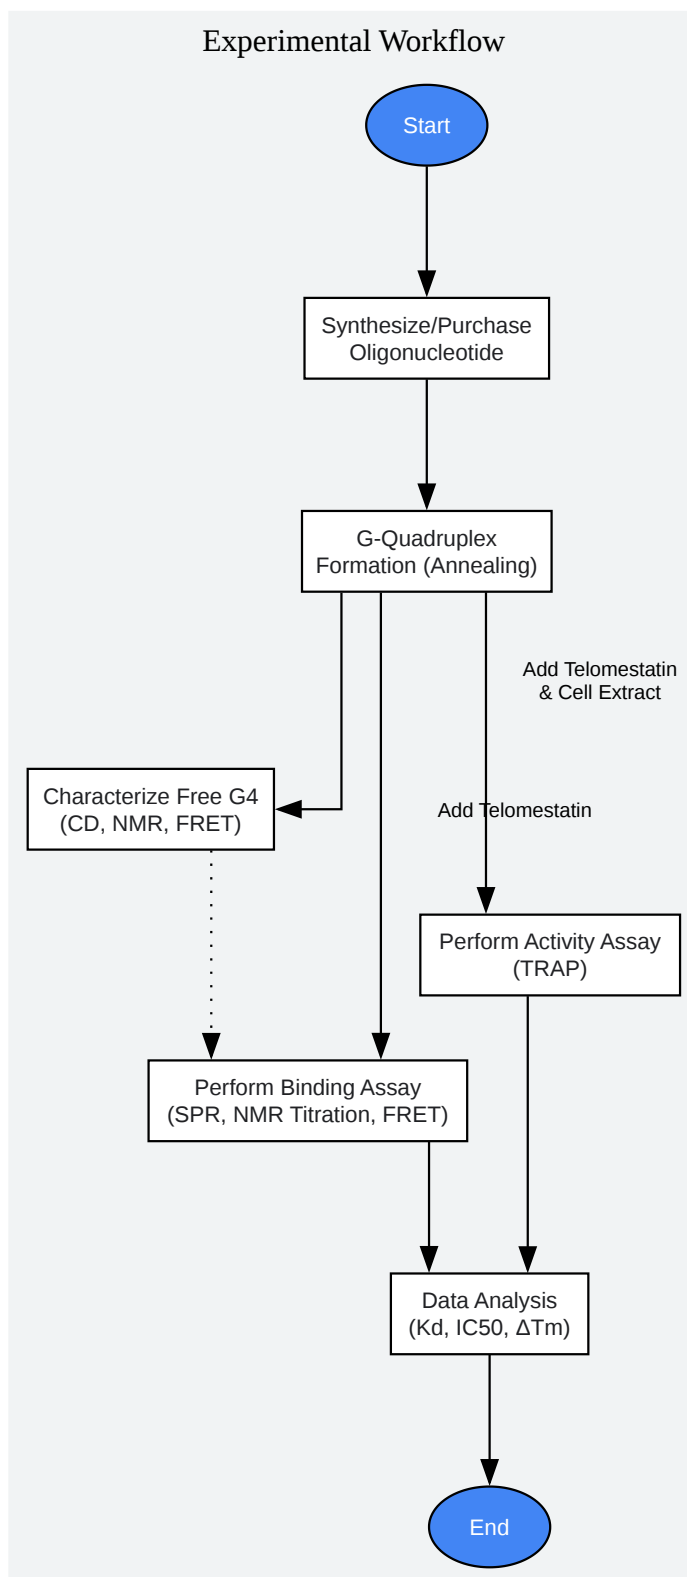 Experimental Workflow
Start
Synthesize/Purchase
Oligonucleotide
G-Quadruplex
Formation (Annealing)
Add Telomestatin
& Cell Extract
Characterize Free G4
(CD, NMR, FRET)
Add Telomestatin
Perform Activity Assay
(TRAP)
Perform Binding Assay
(SPR, NMR Titration, FRET)
Data Analysis
(Kd, IC50, ΔTm)
End